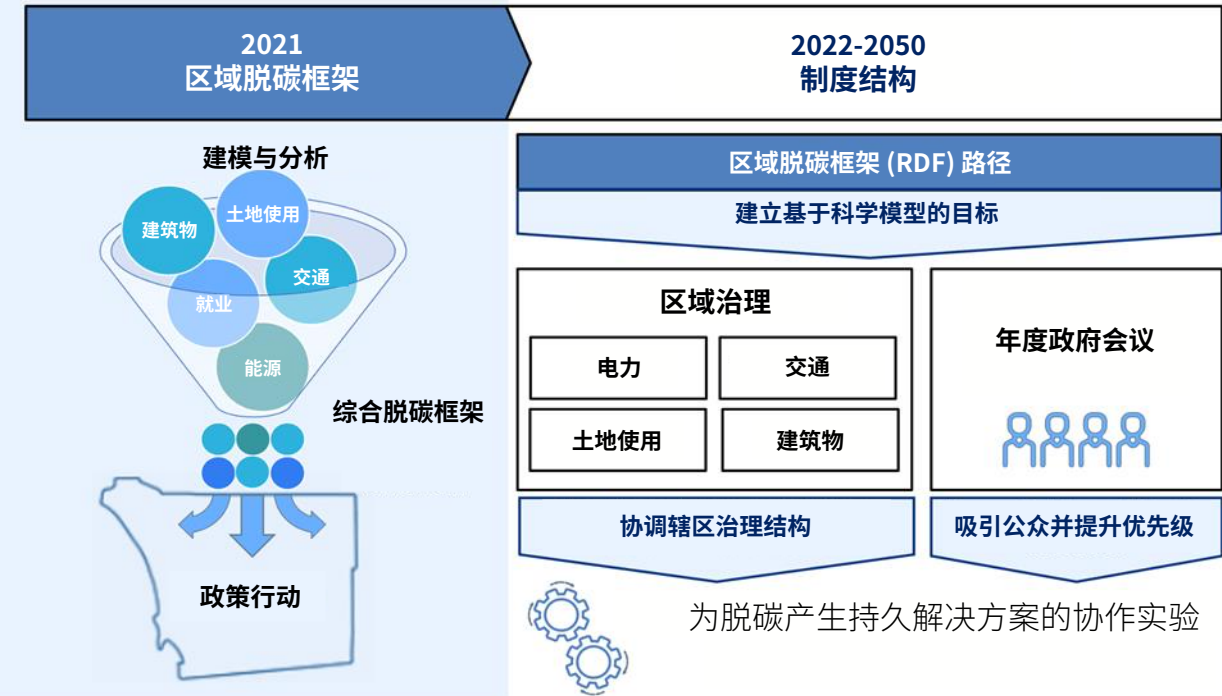 2021
区域脱碳框架
2022-2050
制度结构
建模与分析
建筑物
土地使用
交通
就业
能源
综合脱碳框架
政策行动
区域脱碳框架 (RDF) 路径
建立基于科学模型的目标
区域治理
电力
交通
土地使用
建筑物
年度政府会议
协调辖区治理结构
吸引公众并提升优先级
为脱碳产生持久解决方案的协作实验